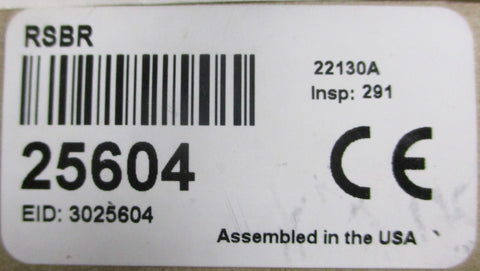 RSBR
22130A
Insp: 291
25604
CE
EID: 3025604
Assembled in the USA